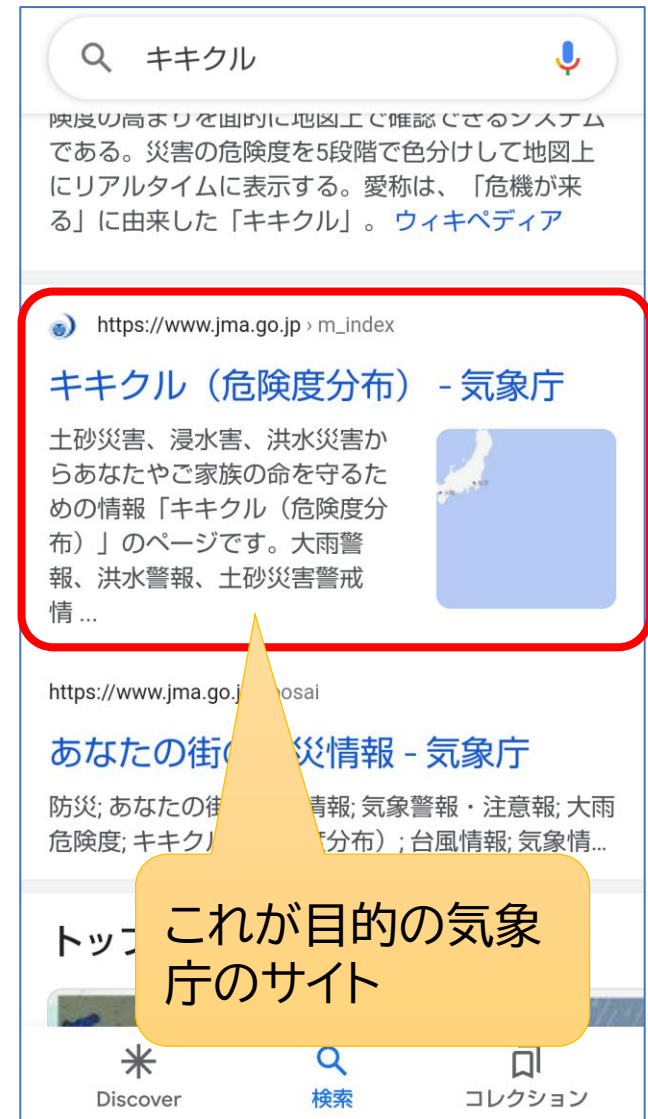 キキクル
険度の高まりを面的に地図上で確認できるシステム
である。災害の危険度を5段階で色分けして地図上
にリアルタイムに表示する。愛称は、「危機が来
る」に由来した「キキクル」。 ウィキペディア
https://www.jma.go.jp › m_index
キキクル（危険度分布） - 気象庁
土砂災害、浸水害、洪水災害か
らあなたやご家族の命を守るた
めの情報「キキクル（危険度分
布）」のページです。大雨警
報、洪水警報、土砂災害警戒
情 ...
https://www.jma.go.j osai
あなたの街 災情報 - 気象庁
防災; あなたの街 情報; 気象警報・注意報; 大雨
危険度; キキク 分布）; 台風情報; 気象情...
トッ
これが目的の気象
庁のサイト
Discover
検索
コレクション